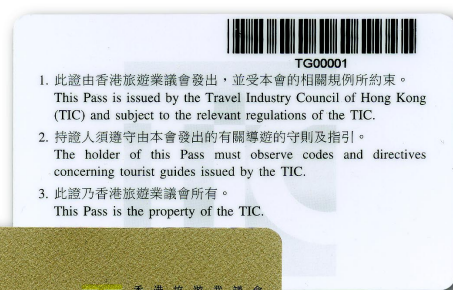 TG00001
1. 此證由香港旅遊業議會發出，並受本會的相關規例所約束。
This Pass is issued by the Travel Industry Council of Hong Kong
(TIC) and subject to the relevant regulations of the TIC.
2. 持證人須遵守由本會發出的有關導遊的守則及指引。
The holder of this Pass must observe codes and directives
concerning tourist guides issued by the TIC.
3. 此證乃香港旅遊業議會所有。
This Pass is the property of the TIC.